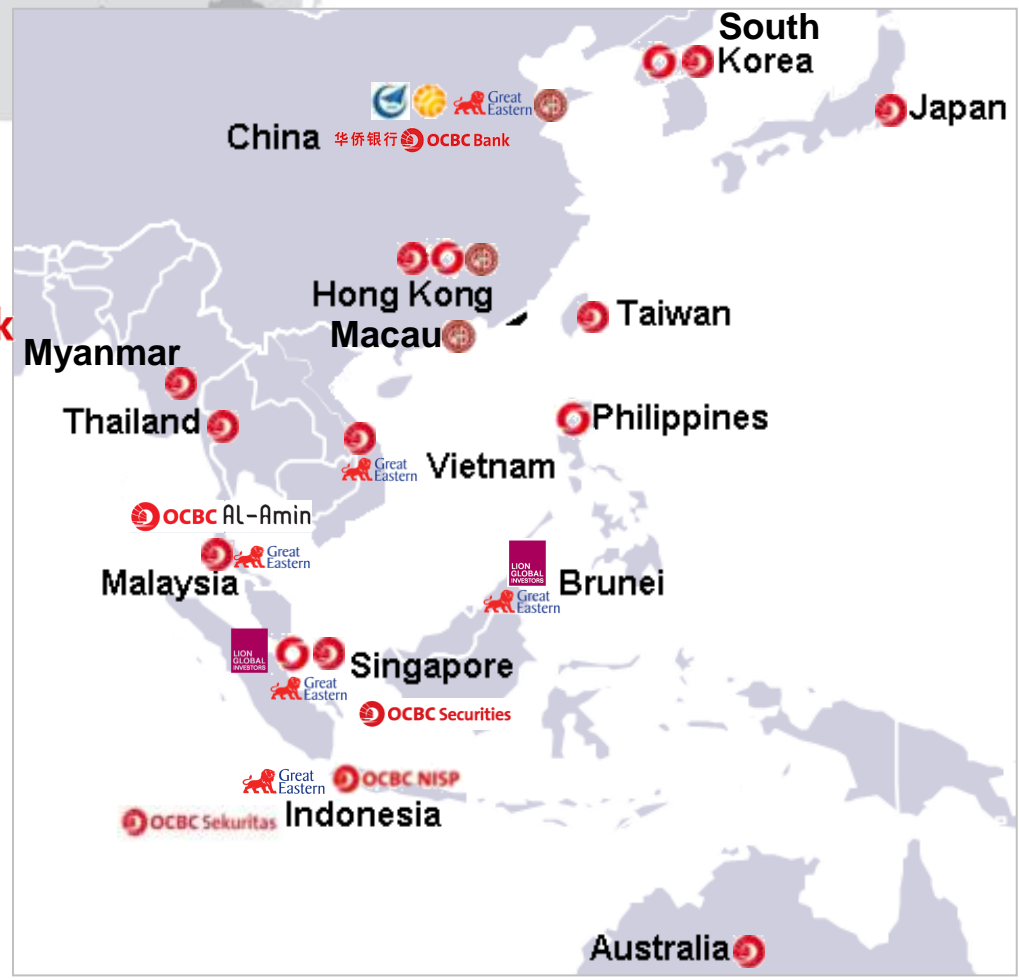 South
Korea
Japan
Great
Eastern
China
华侨银行 OCBC Bank
Hong Kong
Macau
Taiwan
k
Myanmar
Thailand
Philippines
Great
Eastern
Vietnam
OCBC AL-Amin
Great
Eastern
Malaysia
LION
GLOBAL
INVESTORS
Brunei
Great
Eastern
LION
GLOBAL
INVESTORS
Singapore
Great
Eastern
OCBC Securities
Great
Eastern
OCBC NISP
OCBC Sekuritas
Indonesia
Australia